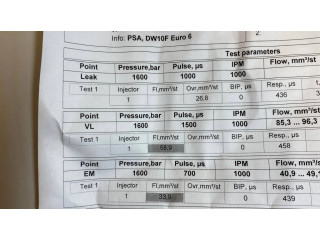 Info: PSA, DW10F Euro 6
2.
Test parameters
Point Pressure,bar Pulse, µs IPM Flow, mm³/st
Leak 1600 1000 1000
Test 1 Injector Fl,mm³/st Ovr,mm³/st BIP, µs Resp., µs
1 26,8 0 436
Point Pressure,bar Pulse, µs IPM Flow, mm³/st
VL 1600 1500 1000 85,3 ... 96,3
Test 1 Injector Fl,mm³/st Ovr,mm³/st BIP, µs Resp., µs
1 58,9 0 458
Point Pressure,bar Pulse, µs IPM Flow, mm³/st
EM 1600 700 1000 40,9 ... 49,
Test 1 Injector Fl,mm³/st Ovr,mm³/st BIP, µs Resp., µs
1 33,9 0 439